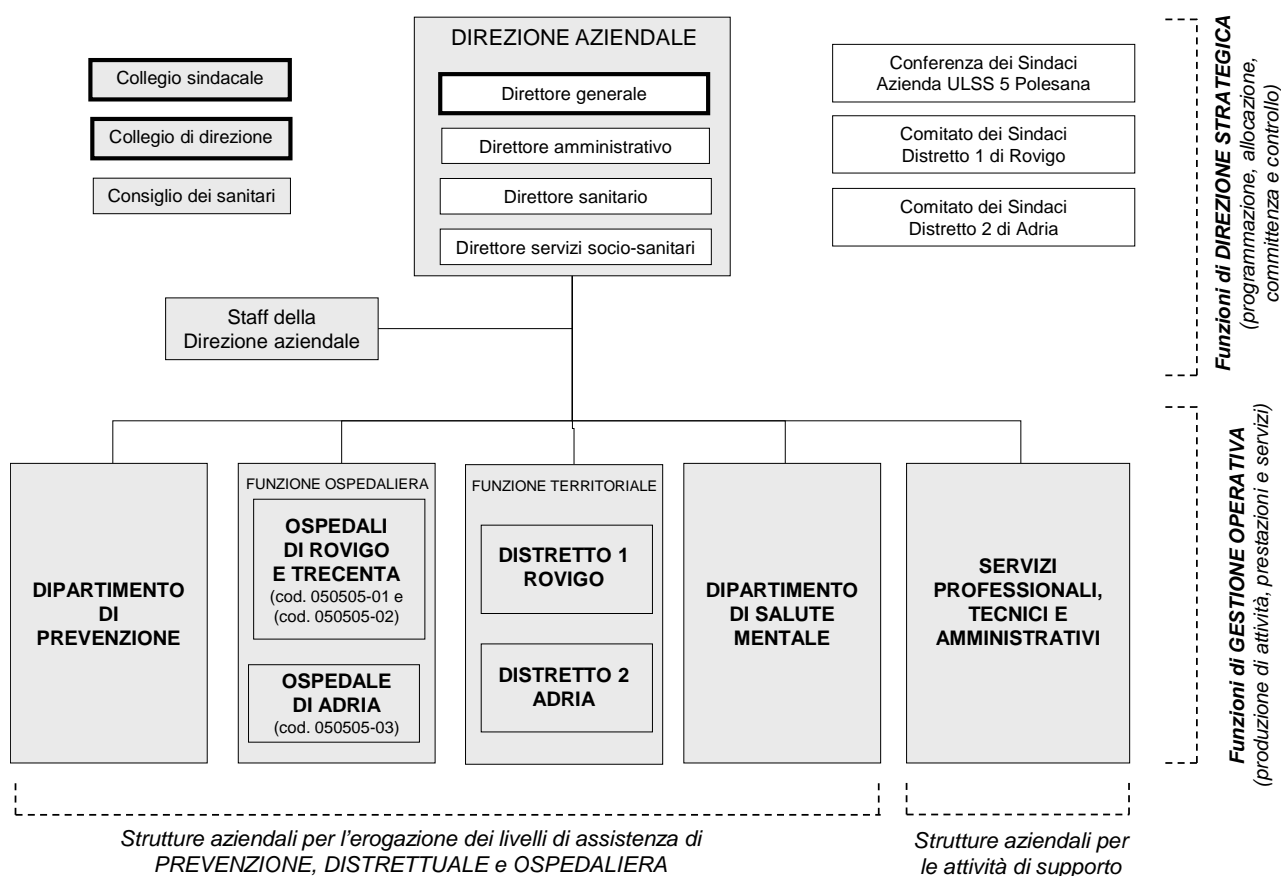 DIREZIONE AZIENDALE
Direttore generale
Direttore amministrativo
Direttore sanitario
Direttore servizi socio-sanitari
Collegio sindacale
Collegio di direzione
Consiglio dei sanitari
Conferenza dei Sindaci
Azienda ULSS 5 Polesana
Comitato dei Sindaci
Distretto 1 di Rovigo
Comitato dei Sindaci
Distretto 2 di Adria
Funzioni di DIREZIONE STRATEGICA
(programmazione, allocazione,
committenza e controllo)
Staff della
Direzione aziendale
DIPARTIMENTO
DI
PREVENZIONE
FUNZIONE OSPEDALIERA
OSPEDALI
DI ROVIGO
E TRECENTA
(cod. 050505-01 e
(cod. 050505-02)
OSPEDALE
DI ADRIA
(cod. 050505-03)
FUNZIONE TERRITORIALE
DISTRETTO 1
ROVIGO
DISTRETTO 2
ADRIA
DIPARTIMENTO
DI SALUTE
MENTALE
SERVIZI
PROFESSIONALI,
TECNICI E
AMMINISTRATIVI
Funzioni di GESTIONE OPERATIVA
(produzione di attività, prestazioni e servizi)
Strutture aziendali per l'erogazione dei livelli di assistenza di
PREVENZIONE, DISTRETTUALE e OSPEDALIERA
Strutture aziendali per
le attività di supporto